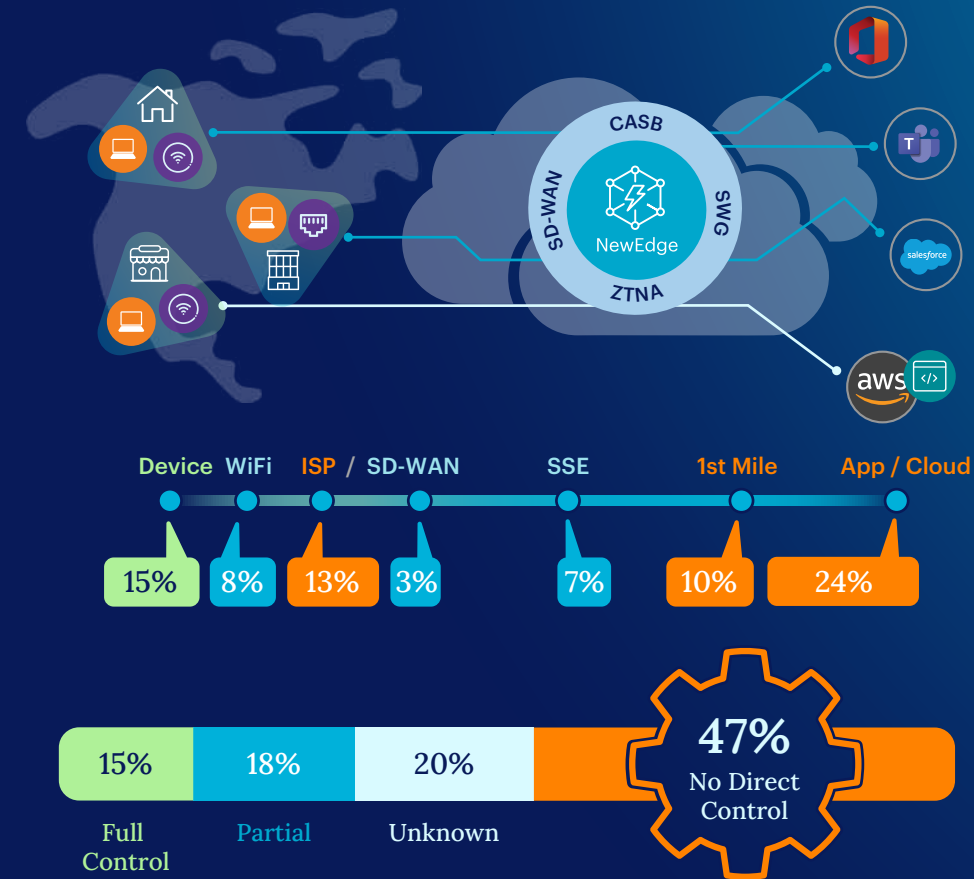 CASB
SD-WAN
SWG
NewEdge
ZTNA
T
salesforce
aws
</>
Device WiFi ISP / SD-WAN SSE 1st Mile App / Cloud
15% 8% 13% 3% 7% 10% 24%
15% 18% 20% 47%
No Direct
Control
Full
Control
Partial
Unknown